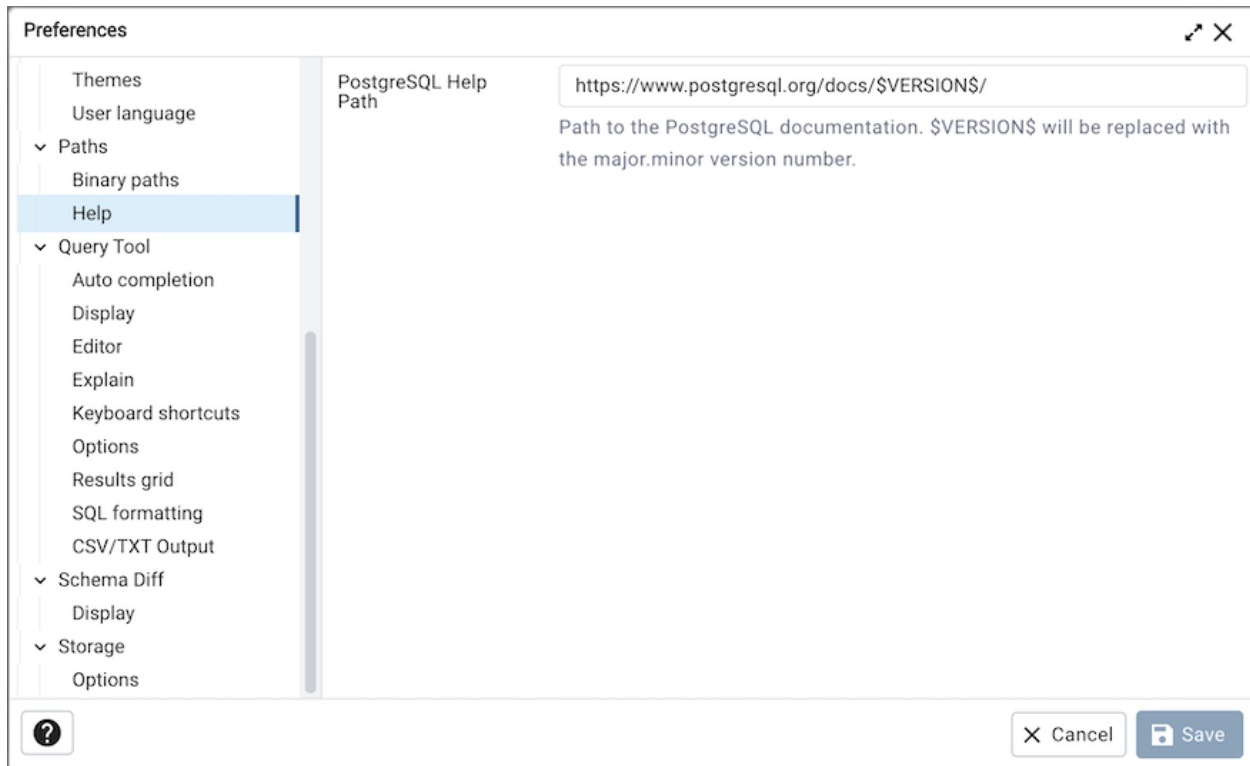 Preferences
Themes
User language
Paths
Binary paths
Help
Query Tool
Auto completion
Display
Editor
Explain
Keyboard shortcuts
Options
Results grid
SQL formatting
CSV/TXT Output
Schema Diff
Display
Storage
Options
PostgreSQL Help
Path
https://www.postgresql.org/docs/$VERSION$/
Path to the PostgreSQL documentation. $VERSION$ will be replaced with
the major.minor version number.
?
Cancel
Save